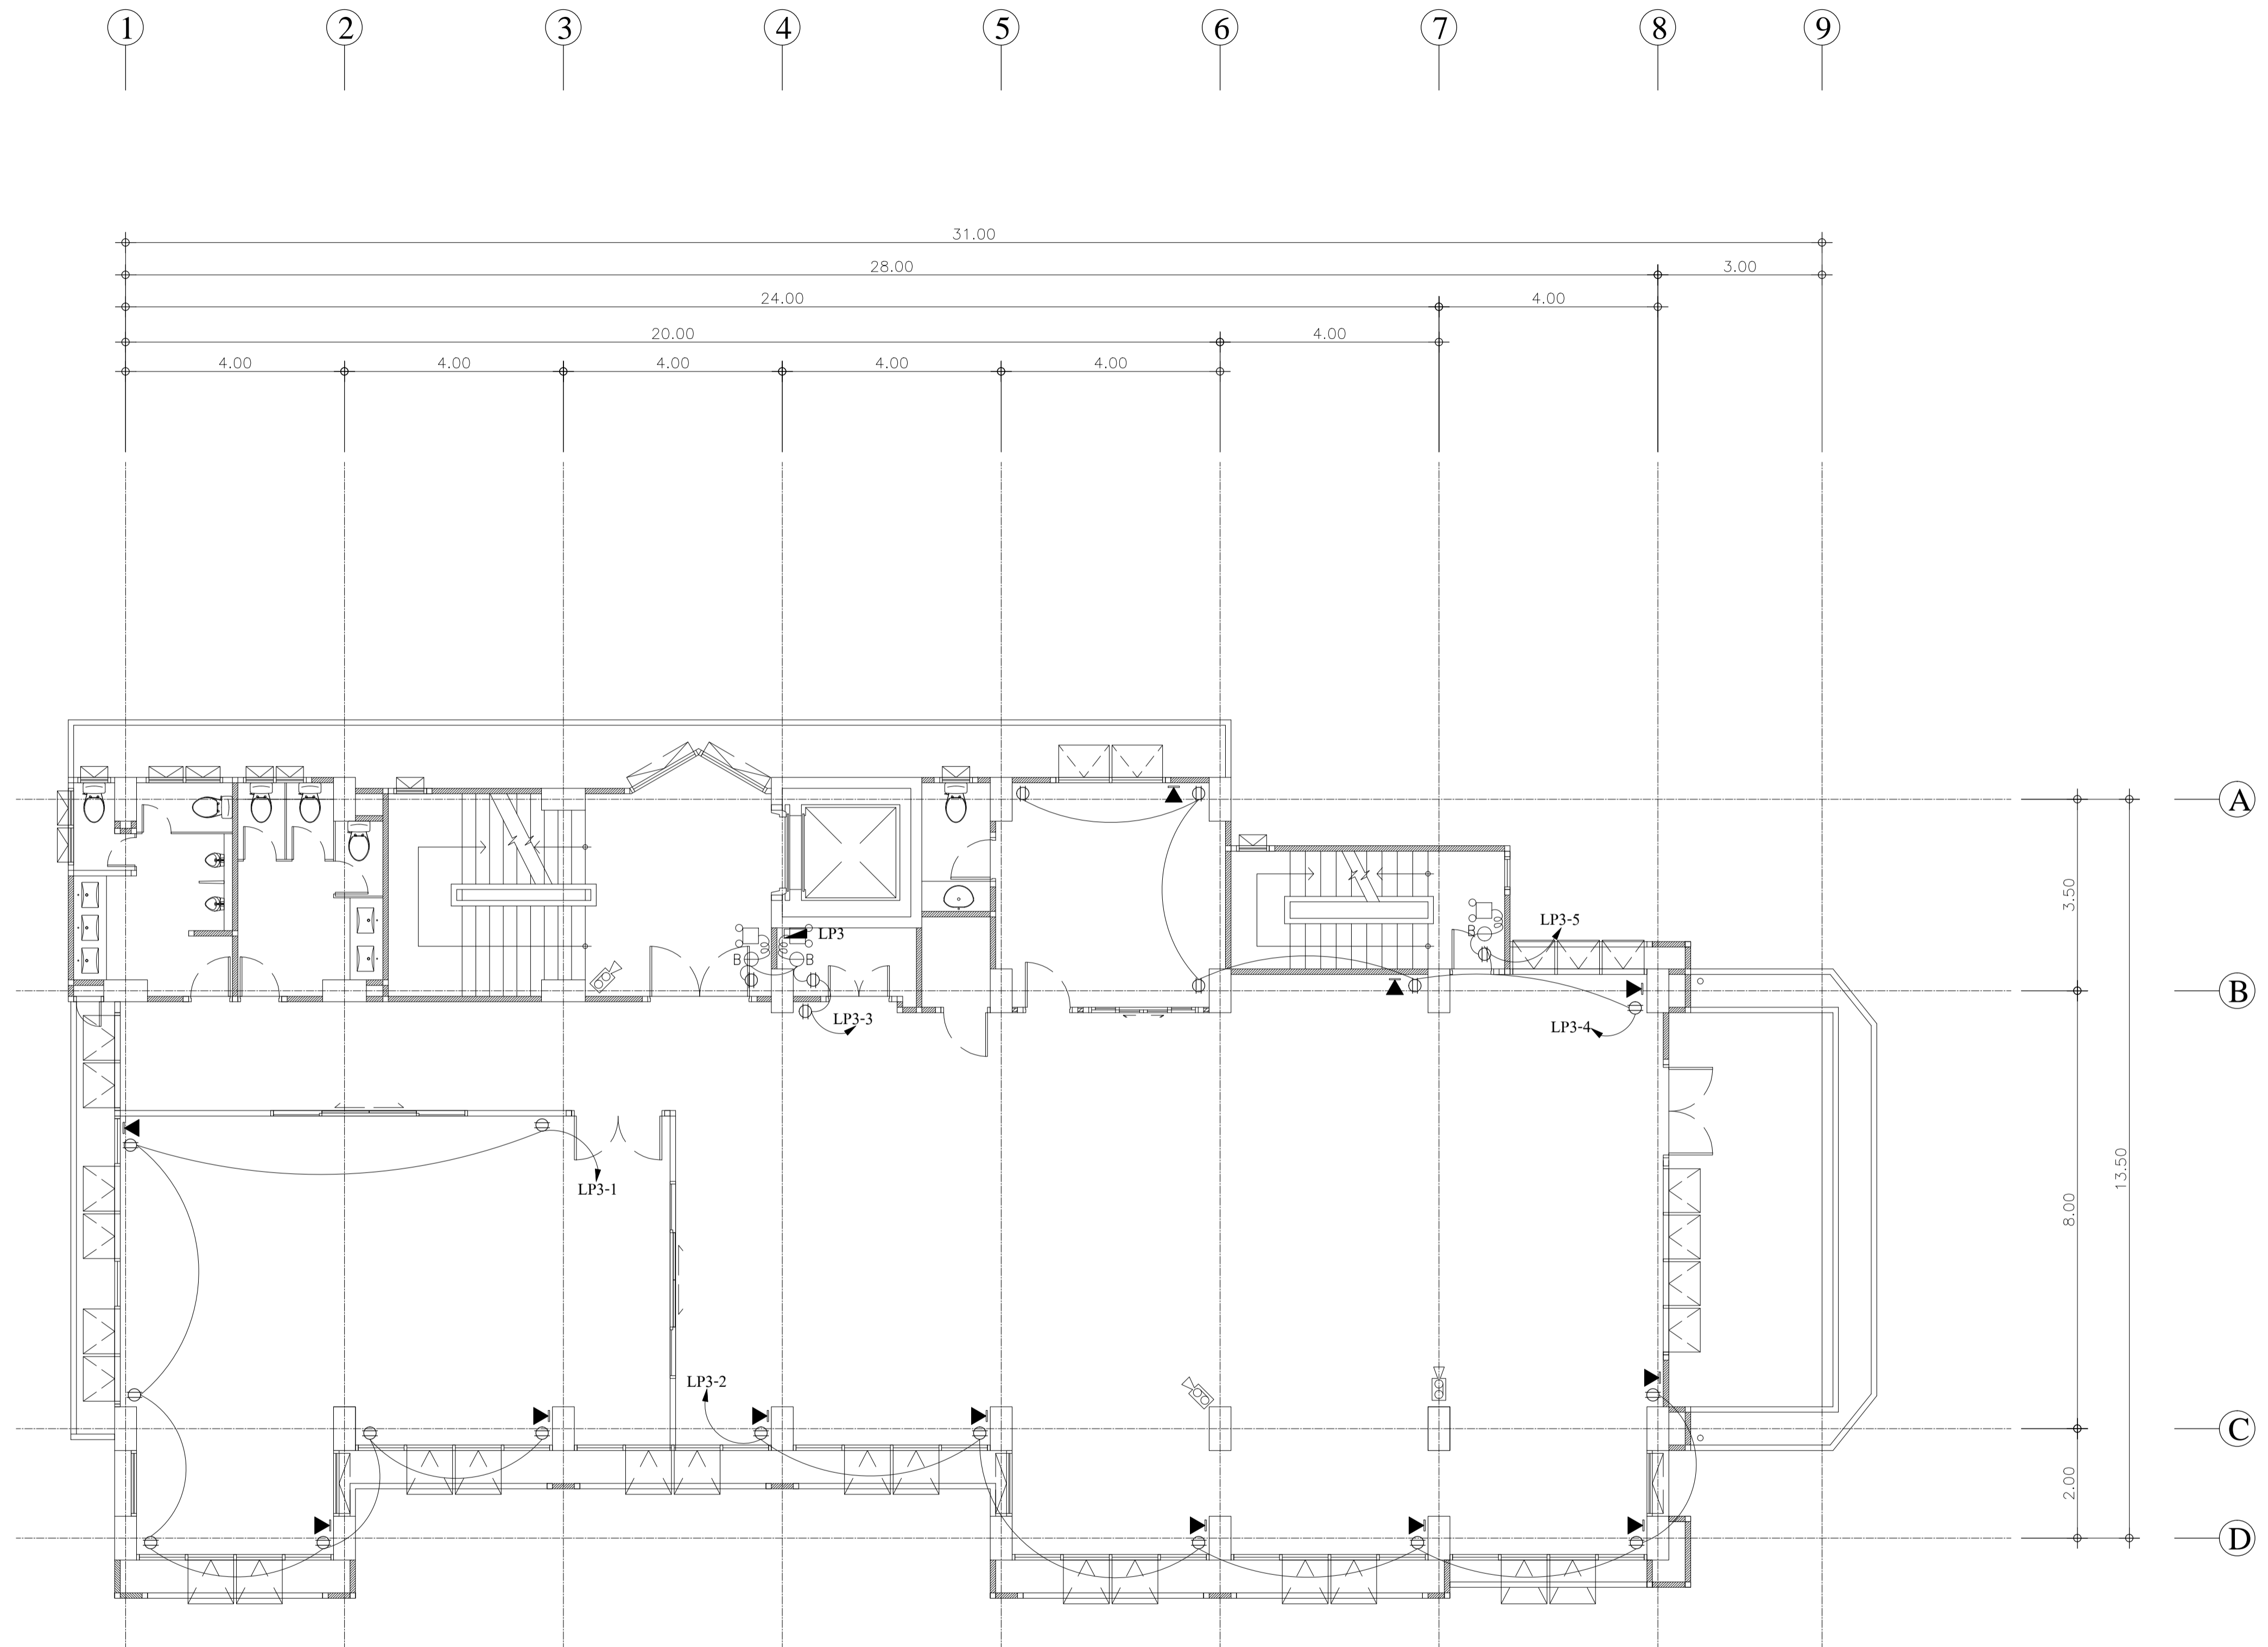 1 2 3 4 5 6 7 8 9
31.00
28.00 3.00
24.00 4.00
20.00 4.00
4.00 4.00 4.00 4.00 4.00
A
3.50
LP3-5
LP3
B B B
B
LP3-3
LP3-4
13.50
LP3-1
8.00
LP3-2
C
2.00
D